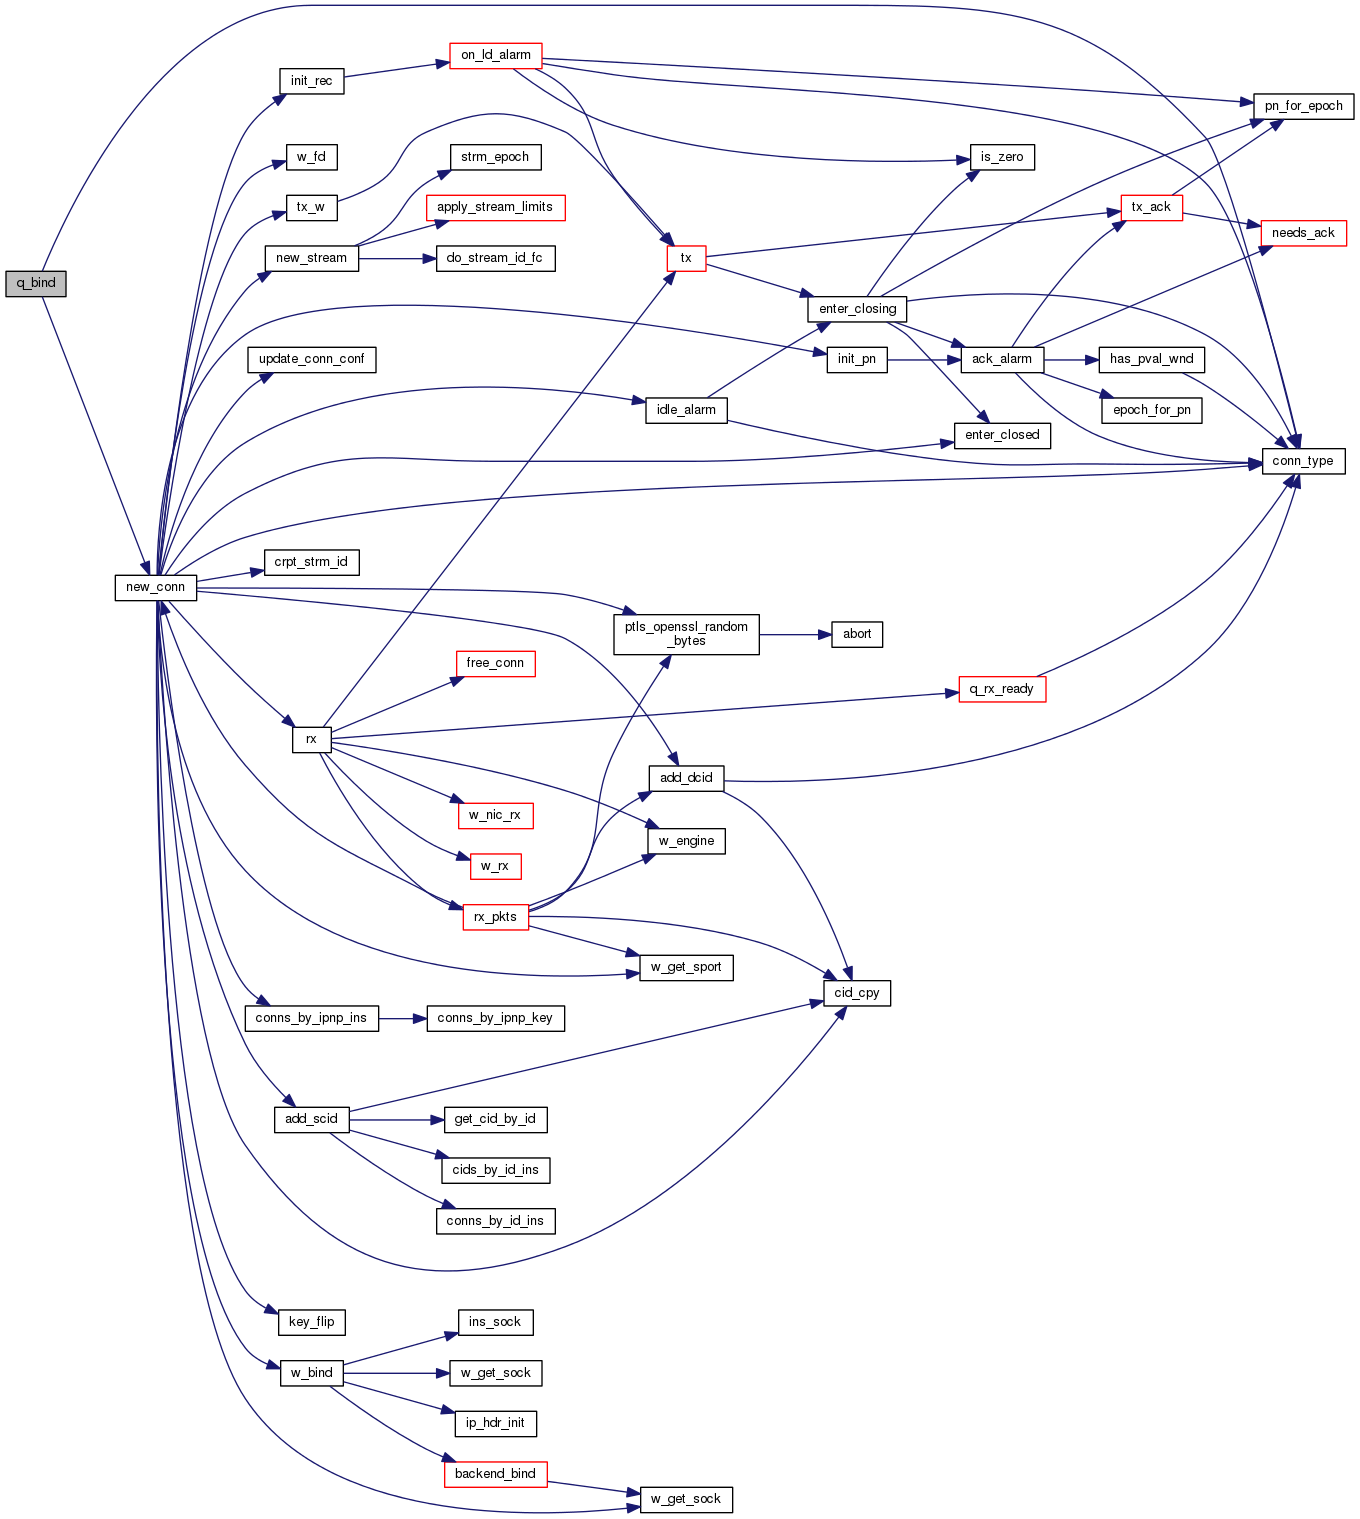 on_ld_alarm
init_rec
pn_for_epoch
w_fd
strm_epoch
is_zero
tx_w
apply_stream_limits
tx_ack
needs_ack
new_stream
do_stream_id_fc
tx
q_bind
enter_closing
update_conn_conf
init_pn
ack_alarm
has_pval_wnd
idle_alarm
epoch_for_pn
enter_closed
conn_type
crpt_strm_id
new_conn
ptls_openssl_random
_bytes
abort
free_conn
q_rx_ready
rx
add_dcid
w_nic_rx
w_engine
w_rx
rx_pkts
w_get_sport
cid_cpy
conns_by_ipnp_ins
conns_by_ipnp_key
add_scid
get_cid_by_id
cids_by_id_ins
conns_by_id_ins
key_flip
ins_sock
w_bind
w_get_sock
ip_hdr_init
backend_bind
w_get_sock